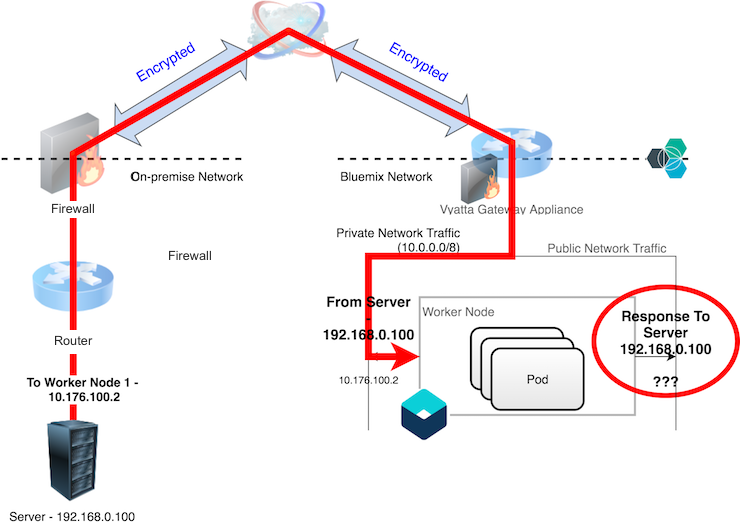 Encrypted
Encrypted
On-premise Network
Bluemix Network
Firewall
Vyatta Gateway Appliance
Private Network Traffic
(10.0.0.0/8)
Public Network Traffic
Firewall
From Server
-
192.168.0.100
Worker Node
Response To
Server
192.168.0.100
???
Router
10.176.100.2
Pod
To Worker Node 1 -
10.176.100.2
Server - 192.168.0.100